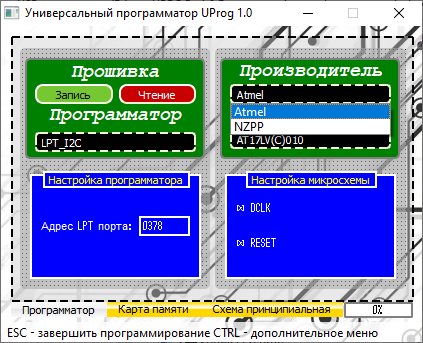 Универсальный программатор UProg 1.0
Прошивка
Запись
Чтение
Программатор
LPT_I2C
Производитель
Atmel
Atmel
NZPP
AT17LV(C)010
Настройка программатора
Адрес LPT порта: 0378
Настройка микросхемы
DCLK
RESET
Программатор
Карта памяти
Схема приципиальная
0%
ESC - завершить программирование CTRL - дополнительное меню